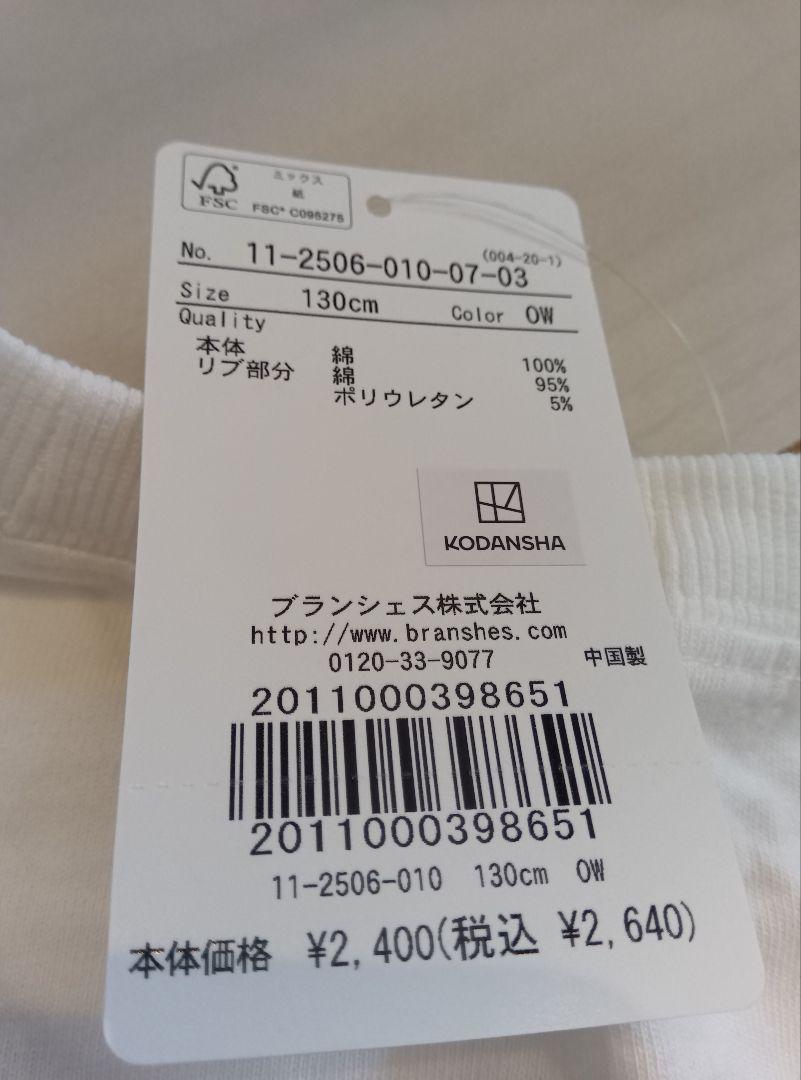 ミックス
紙
FSC
FSC® C095275
(004-20-1)
No. 11-2506-010-07-03
Size 130cm Color OW
Quality
本体 綿 100%
リブ部分 綿 95%
ポリウレタン 5%
KODANSHA
ブランシェス株式会社
http://www.branshes.com
0120-33-9077 中国製
2011000398651
2011000398651
11-2506-010 130cm OW
本体価格 ¥2,400(税込 ¥2,640)